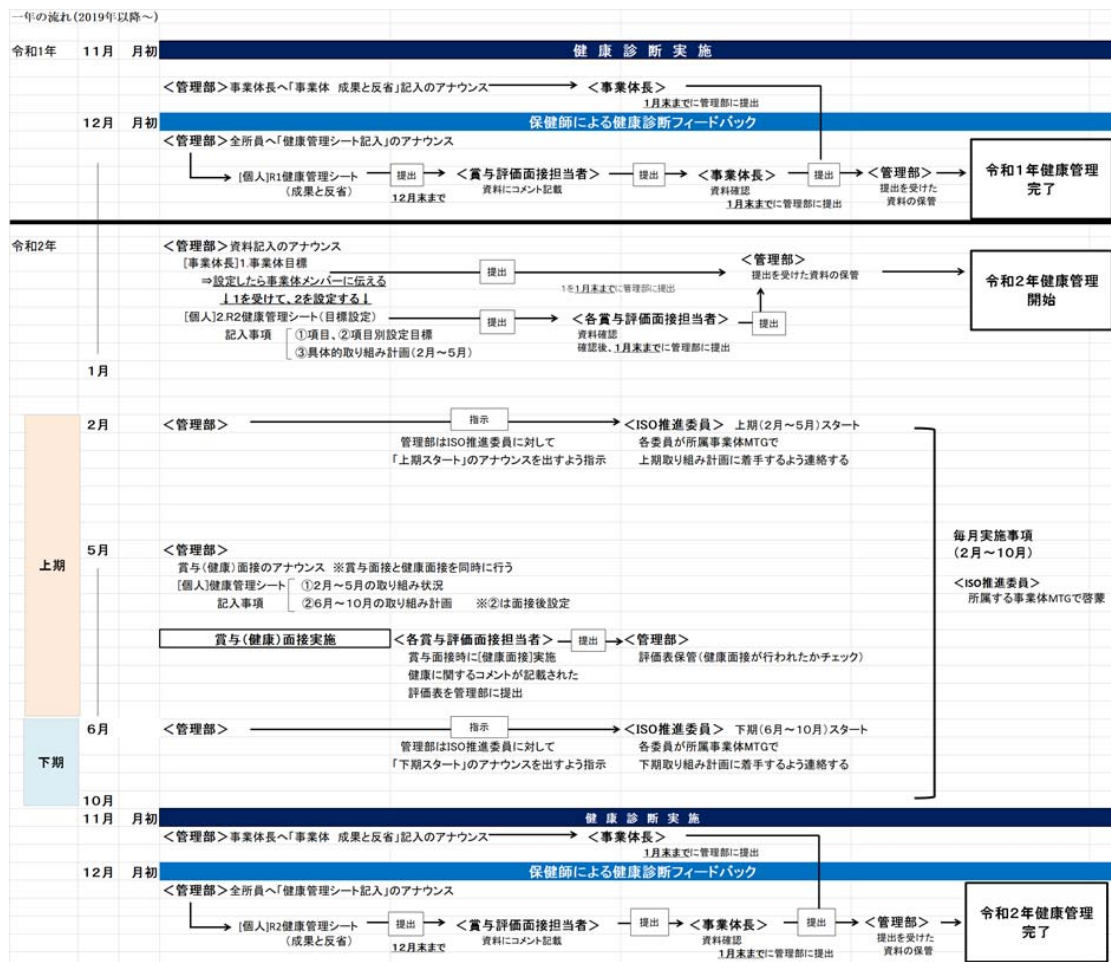 一年の流れ(2019年以降～)
令和1年 11月 月初 健康診断実施
＜管理部＞事業体長へ「事業体 成果と反省」記入のアナウンス ＜事業体長＞
1月末までに管理部に提出
12月 月初 保健師による健康診断フィードバック
＜管理部＞全所員へ「健康管理シート記入」のアナウンス
[個人]R1健康管理シート 提出 ＜賞与評価面接担当者＞ 提出 ＜事業体長＞ 提出 ＜管理部＞ 令和1年健康管理
(成果と反省) 12月末まで 資料にコメント記載 資料確認 提出を受けた 完了
1月末までに管理部に提出 資料の保管
令和2年 ＜管理部＞資料記入のアナウンス
[事業体長]1.事業体目標 提出 ＜管理部＞
⇒設定したら事業体メンバーに伝える 1を1月末までに管理部に提出 提出を受けた資料の保管 令和2年健康管理
↓1を受けて、2を設定する↓ 開始
[個人]2.R2健康管理シート(目標設定) 提出 ＜各賞与評価面接担当者＞ 提出
記入事項 ①項目、②項目別設定目標 資料確認
③具体的取り組み計画(2月～5月) 確認後、1月末までに管理部に提出
1月
2月 ＜管理部＞ 指示 ＜ISO推進委員＞ 上期(2月～5月)スタート
管理部はISO推進委員に対して 各委員が所属事業体MTGで
「上期スタート」のアナウンスを出すよう指示 上期取り組み計画に着手するよう連絡する
毎月実施事項
(2月～10月)
＜ISO推進委員＞
所属する事業体MTGで啓蒙
上期
5月 ＜管理部＞
賞与(健康)面接のアナウンス ※賞与面接と健康面接を同時に行う
[個人]健康管理シート ①2月～5月の取り組み状況
記入事項 ②6月～10月の取り組み計画 ※②は面接後設定
賞与(健康)面接実施 ＜各賞与評価面接担当者＞ 提出 ＜管理部＞
賞与面接時に[健康面接]実施 評価表保管(健康面接が行われたかチェック)
健康に関するコメントが記載された
評価表を管理部に提出
6月 ＜管理部＞ 指示 ＜ISO推進委員＞ 下期(6月～10月)スタート
下期 管理部はISO推進委員に対して 各委員が所属事業体MTGで
「下期スタート」のアナウンスを出すよう指示 下期取り組み計画に着手するよう連絡する
10月
11月 月初 健康診断実施
＜管理部＞事業体長へ「事業体 成果と反省」記入のアナウンス ＜事業体長＞
1月末までに管理部に提出
12月 月初 保健師による健康診断フィードバック
＜管理部＞全所員へ「健康管理シート記入」のアナウンス
[個人]R2健康管理シート 提出 ＜賞与評価面接担当者＞ 提出 ＜事業体長＞ 提出 ＜管理部＞ 令和2年健康管理
(成果と反省) 12月末まで 資料にコメント記載 資料確認 提出を受けた 完了
1月末までに管理部に提出 資料の保管